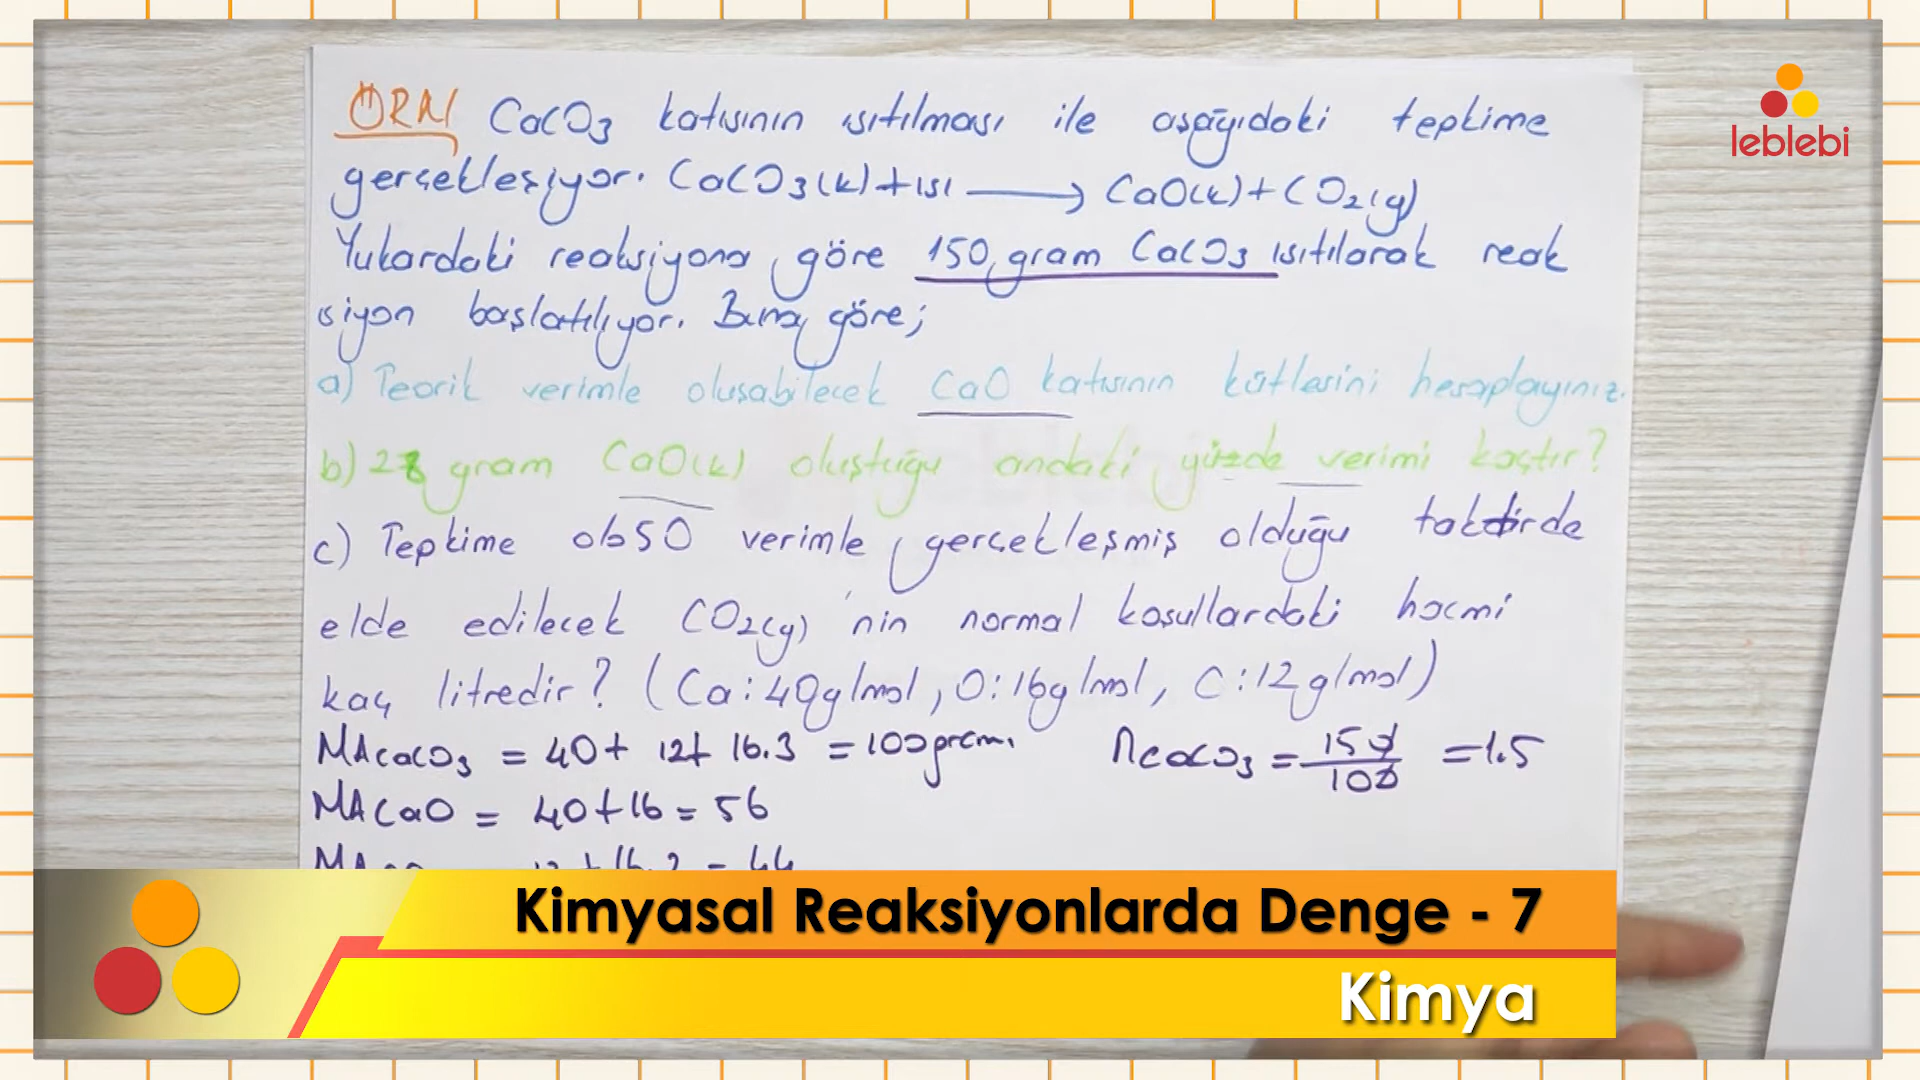 ÖRN CaCO3 katısının ısıtılması ile aşağıdaki tepkime
gerçekleşiyor. CaCO3(k)+ısı ⟶ CaO(k)+CO2(g)
Yukardaki reaksiyona göre 150 gram CaCO3 ısıtılarak reak
siyon başlatılıyor. Buna göre;
a) Teorik verimle oluşabilecek CaO katısının kütlesini hesaplayınız.
b) 28 gram CaO(k) oluştuğu andaki yüzde verimi kaçtır?
c) Tepkime %50 verimle gerçekleşmiş olduğu taktirde
elde edilecek CO2(g)'nin normal koşullardaki hacmi
kaç litredir? (Ca:40g/mol, O:16g/mol, C:12g/mol)
MACaCO3 = 40+ 12+ 16.3 = 100gram. nCaCO3 = 150/100 = 1.5
MACaO = 40+16 = 56
leblebi
Kimyasal Reaksiyonlarda Denge - 7
Kimya